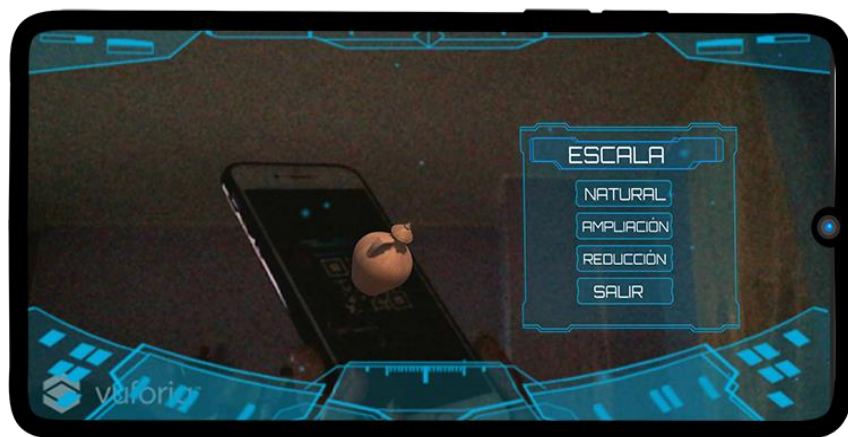 ESCALA
NATURAL
AMPLIACIÓN
REDUCCIÓN
SALIR
vuforia